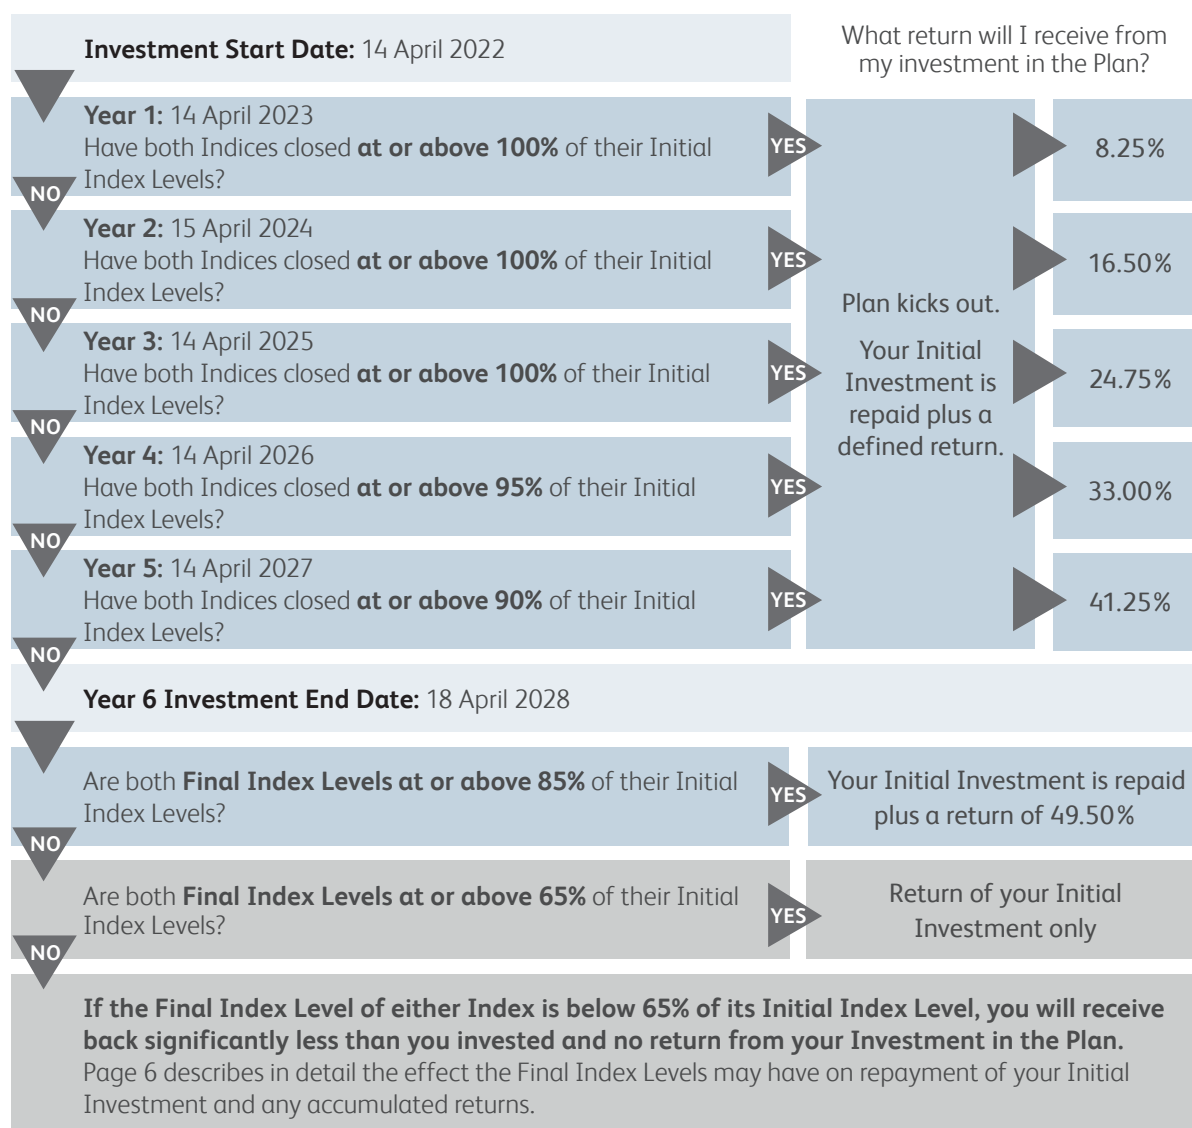 Investment Start Date: 14 April 2022
What return will I receive from
my investment in the Plan?
Year 1: 14 April 2023
Have both Indices closed at or above 100% of their Initial
Index Levels?
YES
8.25%
NO
Year 2: 15 April 2024
Have both Indices closed at or above 100% of their Initial
Index Levels?
YES
16.50%
NO
Year 3: 14 April 2025
Have both Indices closed at or above 100% of their Initial
Index Levels?
YES
24.75%
NO
Year 4: 14 April 2026
Have both Indices closed at or above 95% of their Initial
Index Levels?
YES
33.00%
NO
Year 5: 14 April 2027
Have both Indices closed at or above 90% of their Initial
Index Levels?
YES
41.25%
Plan kicks out.
Your Initial
Investment is
repaid plus a
defined return.
NO
Year 6 Investment End Date: 18 April 2028
Are both Final Index Levels at or above 85% of their Initial
Index Levels?
YES
Your Initial Investment is repaid
plus a return of 49.50%
NO
Are both Final Index Levels at or above 65% of their Initial
Index Levels?
YES
Return of your Initial
Investment only
NO
If the Final Index Level of either Index is below 65% of its Initial Index Level, you will receive
back significantly less than you invested and no return from your Investment in the Plan.
Page 6 describes in detail the effect the Final Index Levels may have on repayment of your Initial
Investment and any accumulated returns.